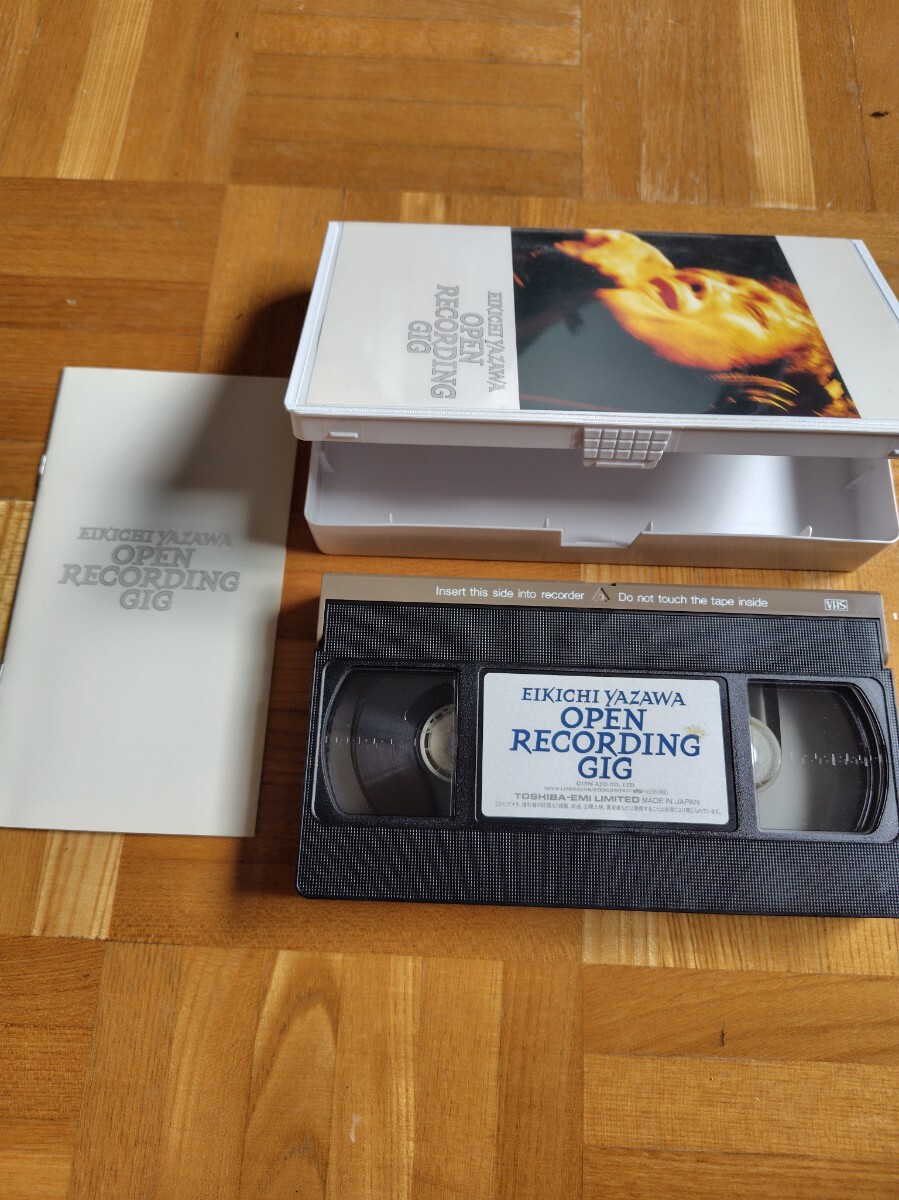 EIKICHI YAZAWA
OPEN
RECORDING
GIG
EIKICHI YAZAWA
OPEN
RECORDING
GIG
Insert this side into recorder
Do not touch the tape inside
VHS
EIKICHI YAZAWA
OPEN
RECORDING
GIG
TOSHIBA-EMI LIMITED MADE IN JAPAN